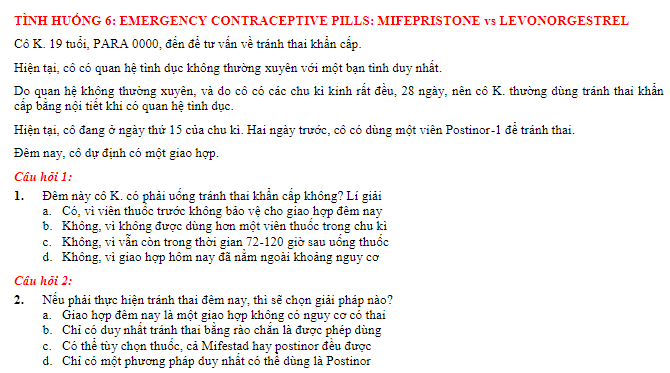 TÌNH HUỐNG 6: EMERGENCY CONTRACEPTIVE PILLS: MIFEPRISTONE vs LEVONORGESTREL
Cô K. 19 tuổi, PARA 0000, đến để tư vấn về tránh thai khẩn cấp.
Hiện tại, cô có quan hệ tình dục không thường xuyên với một bạn tình duy nhất.
Do quan hệ không thường xuyên, và do cô có các chu kì kinh rất đều, 28 ngày, nên cô K. thường dùng tránh thai khẩn
cấp bằng nội tiết khi có quan hệ tình dục.
Hiện tại, cô đang ở ngày thứ 15 của chu kì. Hai ngày trước, cô có dùng một viên Postinor-1 để tránh thai.
Đêm nay, cô dự định có một giao hợp.
Câu hỏi 1:
1. Đêm này cô K. có phải uống tránh thai khẩn cấp không? Lí giải
a. Có, vì viên thuốc trước không bảo vệ cho giao hợp đêm nay
b. Không, vì không được dùng hơn một viên thuốc trong chu kì
c. Không, vì vẫn còn trong thời gian 72-120 giờ sau uống thuốc
d. Không, vì giao hợp hôm nay đã nằm ngoài khoảng nguy cơ
Câu hỏi 2:
2. Nếu phải thực hiện tránh thai đêm nay, thì sẽ chọn giải pháp nào?
a. Giao hợp đêm nay là một giao hợp không có nguy cơ có thai
b. Chỉ có duy nhất tránh thai bằng rào chắn là được phép dùng
c. Có thể tùy chọn thuốc, cả Mifestad hay postinor đều được
d. Chỉ có một phương pháp duy nhất có thể dùng là Postinor